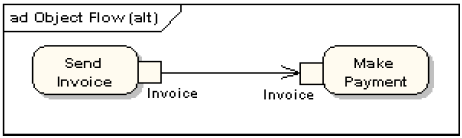 ad Object Flow (alt)
Send
Invoice
Make
Payment
Invoice
Invoice